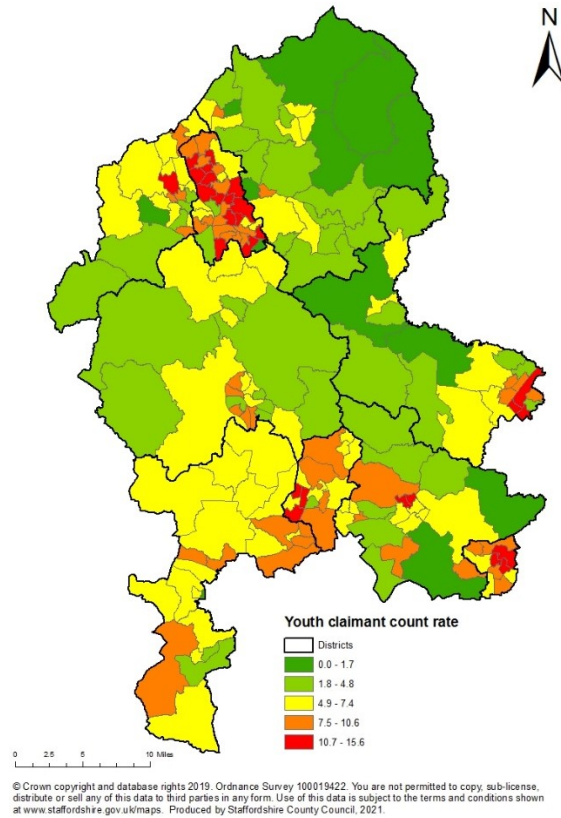 N
Youth claimant count rate
Districts
0.0 - 1.7
1.8 - 4.8
4.9 - 7.4
7.5 - 10.6
10.7 - 15.6
0 2.5 5 10 Miles
© Crown copyright and database rights 2019. Ordnance Survey 100019422. You are not permitted to copy, sub-license,
distribute or sell any of this data to third parties in any form. Use of this data is subject to the terms and conditions shown
at www.staffordshire.gov.uk/maps. Produced by Staffordshire County Council, 2021.